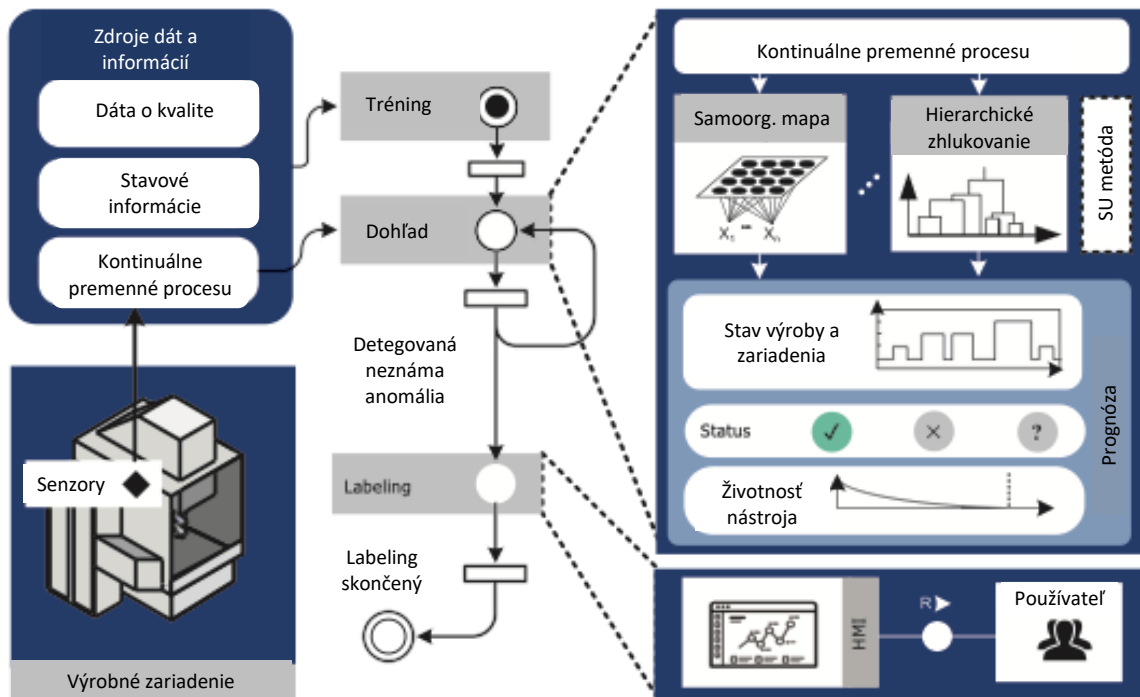 Zdroje dát a
informácií
Dáta o kvalite
Stavové
informácie
Kontinuálne
premenné procesu
Senzory
Výrobné zariadenie
Tréning
Dohľad
Detegovaná
neznáma
anomália
Labeling
Labeling
skončený
Kontinuálne premenné procesu
Samoorg. mapa
X₁ Xₙ
Hierarchické
zhlukovanie
SU metóda
Stav výroby a
zariadenia
Status
?
Životnosť
nástroja
Prognóza
HMI
R
Používateľ